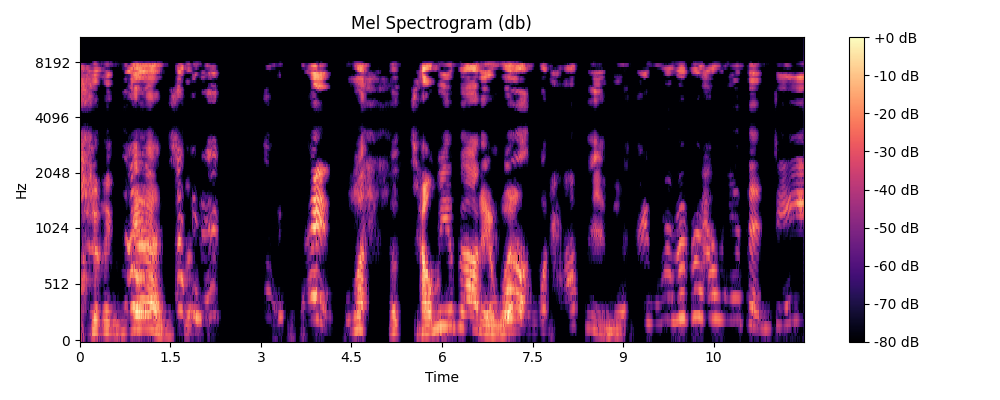 Mel Spectrogram (db)
Hz
8192
4096
2048
1024
512
0
0 1.5 3 4.5 6 7.5 9 10
Time
+0 dB
-10 dB
-20 dB
-30 dB
-40 dB
-50 dB
-60 dB
-70 dB
-80 dB